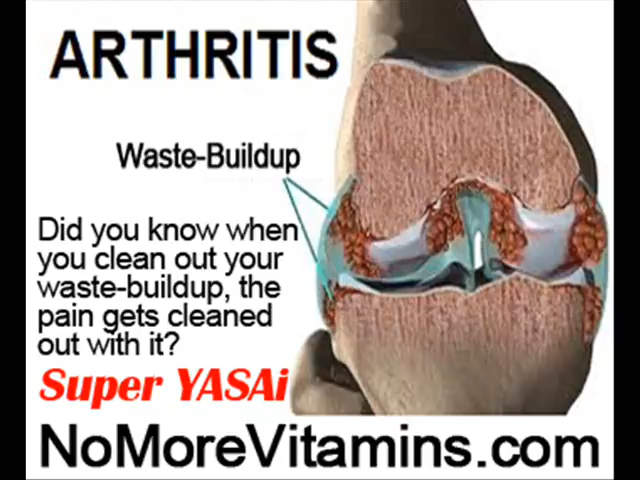 ARTHRITIS
Waste-Buildup
Did you know when
you clean out your
waste-buildup, the
pain gets cleaned
out with it?
Super YASAi
NoMoreVitamins.com